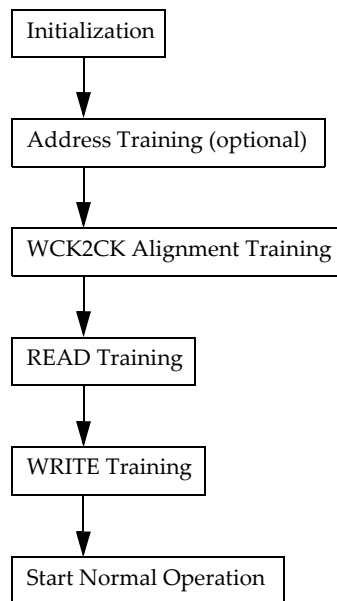 Initialization
Address Training (optional)
WCK2CK Alignment Training
READ Training
WRITE Training
Start Normal Operation